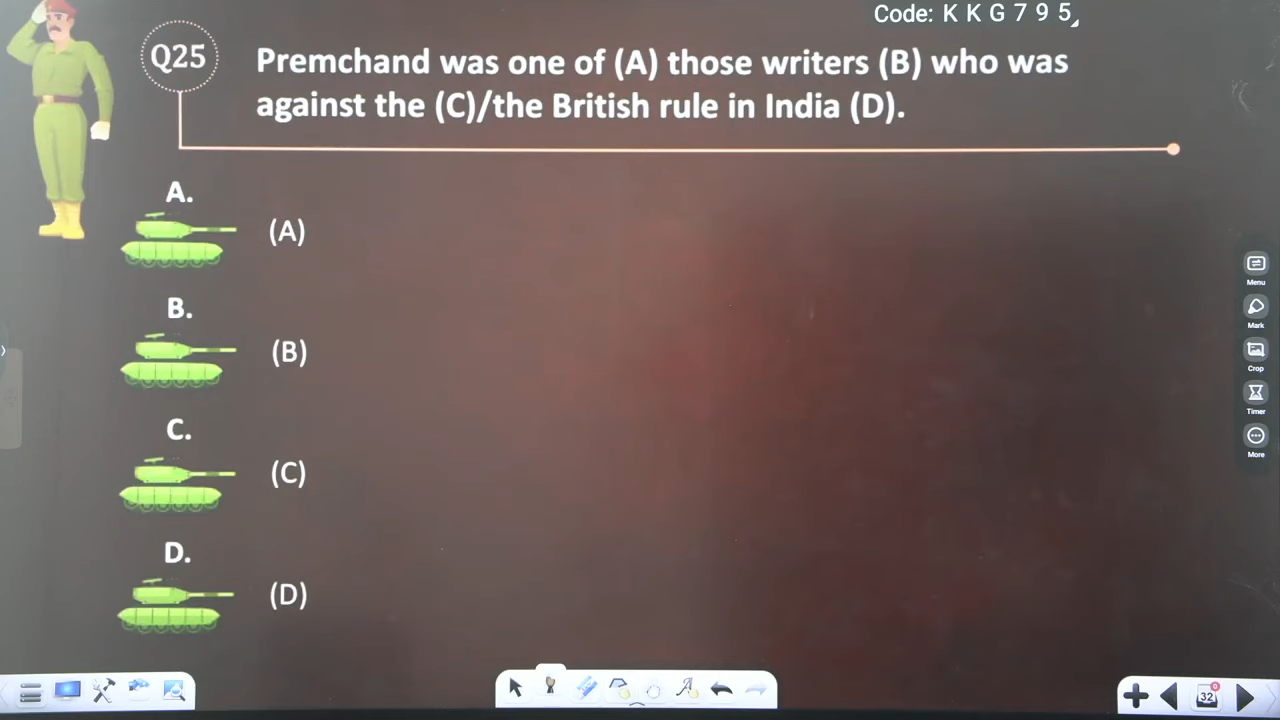 Code: K K G 7 9 5
Q25
Premchand was one of (A) those writers (B) who was
against the (C)/the British rule in India (D).
A.
(A)
B.
(B)
C.
(C)
D.
(D)
Menu
Mark
Crop
Timer
More
32